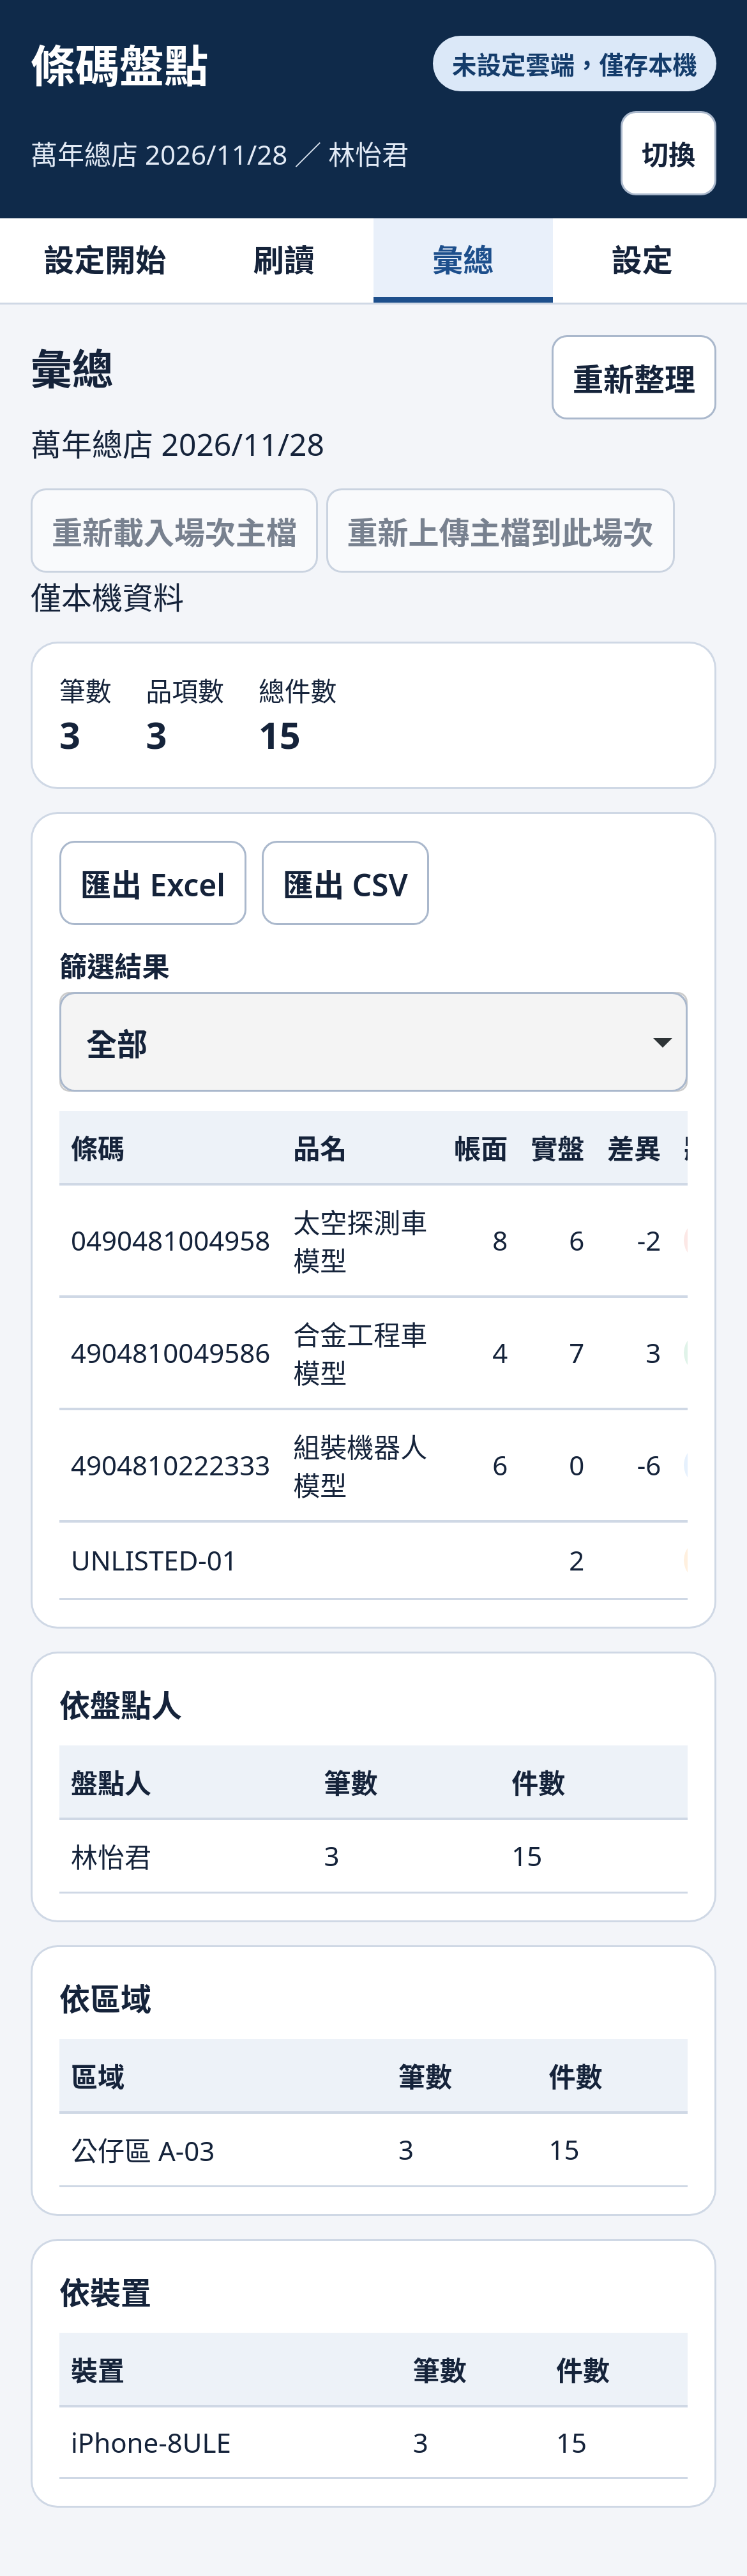 條碼盤點
未設定雲端，僅存本機
萬年總店 2026/11/28 ／ 林怡君
切換
設定開始 刷讀 彙總 設定
彙總
重新整理
萬年總店 2026/11/28
重新載入場次主檔 重新上傳主檔到此場次
僅本機資料
筆數 品項數 總件數
3 3 15
匯出 Excel 匯出 CSV
篩選結果
全部
條碼 品名 帳面 實盤 差異
0490481004958 太空探測車模型 8 6 -2
4904810049586 合金工程車模型 4 7 3
4904810222333 組裝機器人模型 6 0 -6
UNLISTED-01 2
依盤點人
盤點人 筆數 件數
林怡君 3 15
依區域
區域 筆數 件數
公仔區 A-03 3 15
依裝置
裝置 筆數 件數
iPhone-8ULE 3 15